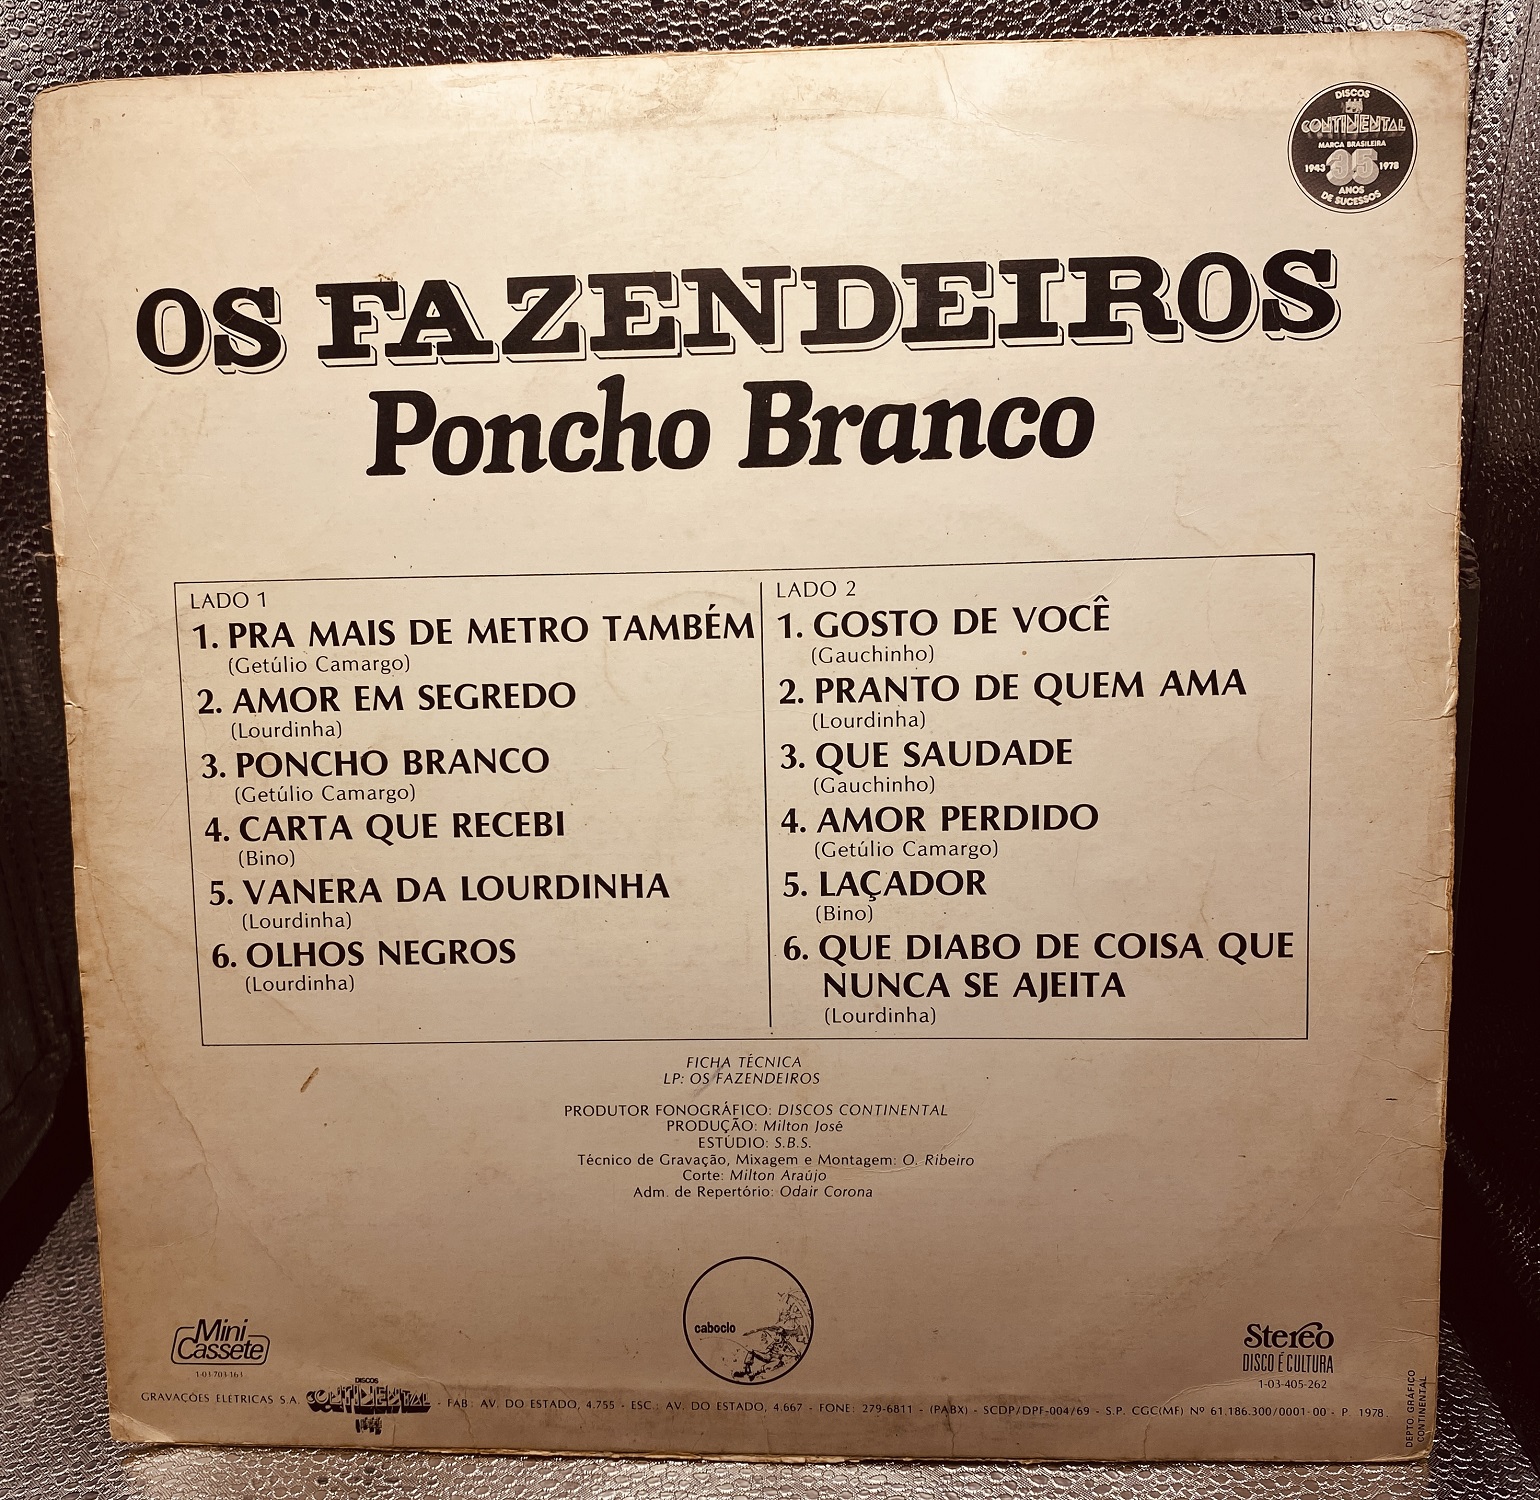 DISCOS
CONTINENTAL
MARCA BRASILEIRA
1943 35 1978
ANOS
DE SUCESSOS
OS FAZENDEIROS
Poncho Branco
LADO 1
1. PRA MAIS DE METRO TAMBÉM
(Getúlio Camargo)
2. AMOR EM SEGREDO
(Lourdinha)
3. PONCHO BRANCO
(Getúlio Camargo)
4. CARTA QUE RECEBI
(Bino)
5. VANERA DA LOURDINHA
(Lourdinha)
6. OLHOS NEGROS
(Lourdinha)
LADO 2
1. GOSTO DE VOCÊ
(Gauchinho)
2. PRANTO DE QUEM AMA
(Lourdinha)
3. QUE SAUDADE
(Gauchinho)
4. AMOR PERDIDO
(Getúlio Camargo)
5. LAÇADOR
(Bino)
6. QUE DIABO DE COISA QUE
NUNCA SE AJEITA
(Lourdinha)
FICHA TÉCNICA
LP: OS FAZENDEIROS
PRODUTOR FONOGRÁFICO: DISCOS CONTINENTAL
PRODUÇÃO: Milton José
ESTÚDIO: S.B.S.
Técnico de Gravação, Mixagem e Montagem: O. Ribeiro
Corte: Milton Araújo
Adm. de Repertório: Odair Corona
caboclo
Mini
Cassete
1-03-703-163
Stereo
DISCO É CULTURA
1-03-405-262
GRAVAÇÕES ELÉTRICAS S.A. DISCOS CONTINENTAL - FÁB: AV. DO ESTADO, 4.755 - ESC.: AV. DO ESTADO, 4.667 - FONE: 279-6811 - (PABX) - SCDP/DPF-004/69 - S.P. CGC(MF) Nº 61.186.300/0001-00 - P. 1978.
DEPTO. GRÁFICO
CONTINENTAL